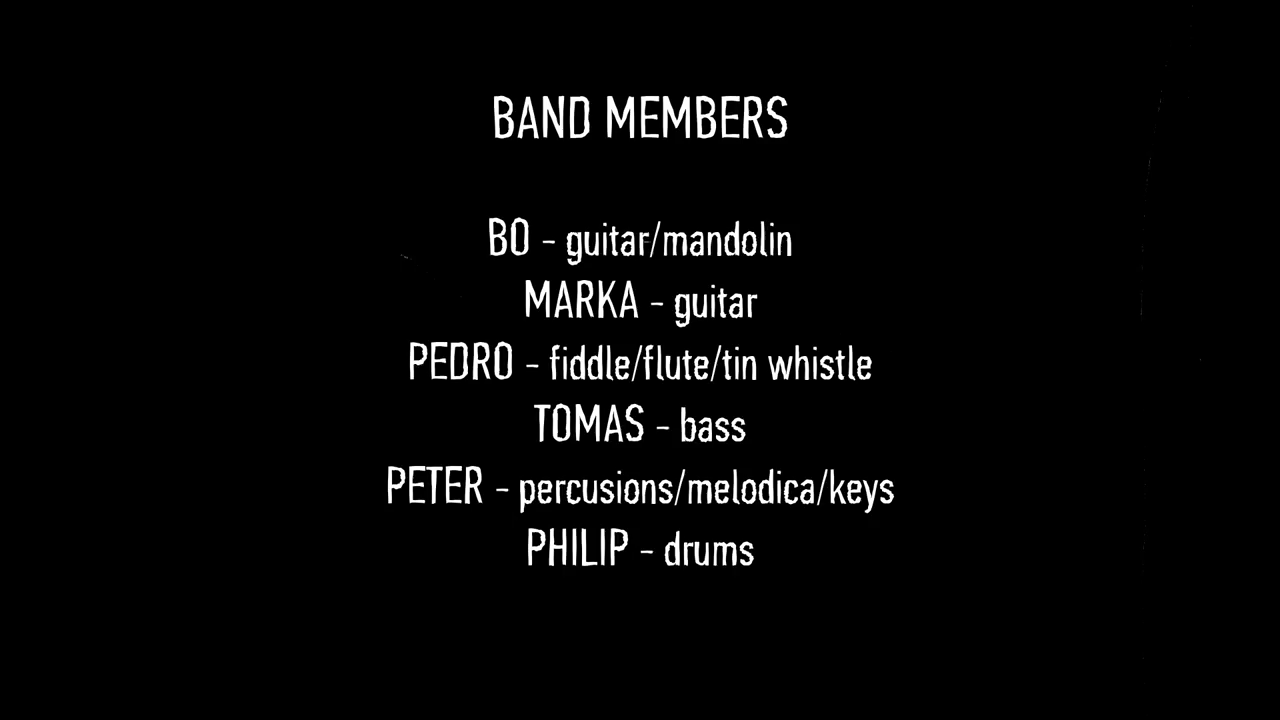 BAND MEMBERS
BO - guitar/mandolin
MARKA - guitar
PEDRO - fiddle/flute/tin whistle
TOMAS - bass
PETER - percusions/melodica/keys
PHILIP - drums